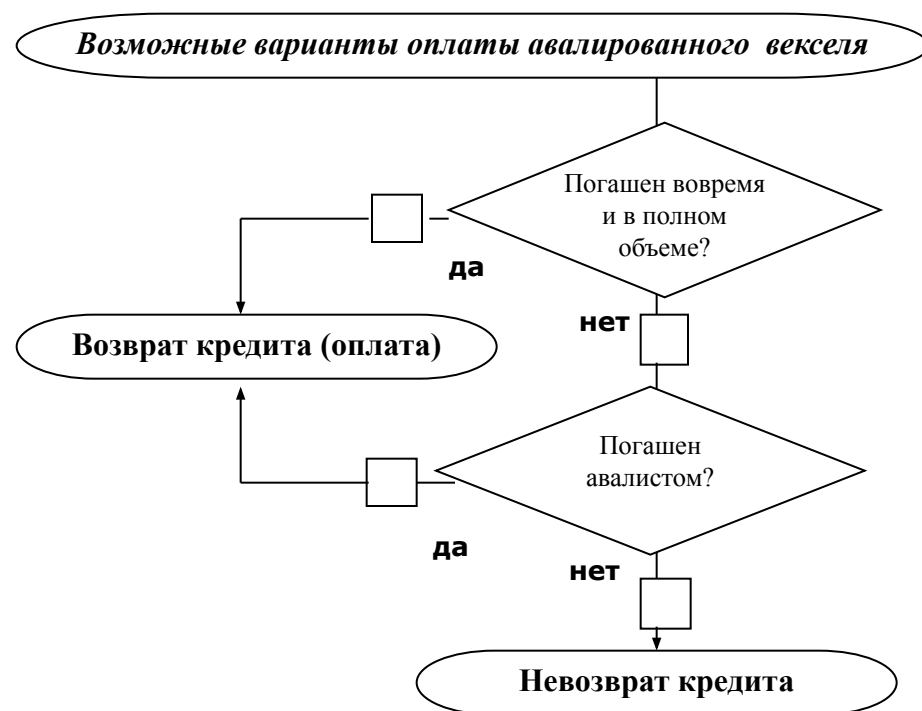 Возможные варианты оплаты авалированного векселя
Погашен вовремя
и в полном
объеме?
да
нет
Возврат кредита (оплата)
Погашен
авалистом?
да
нет
Невозврат кредита